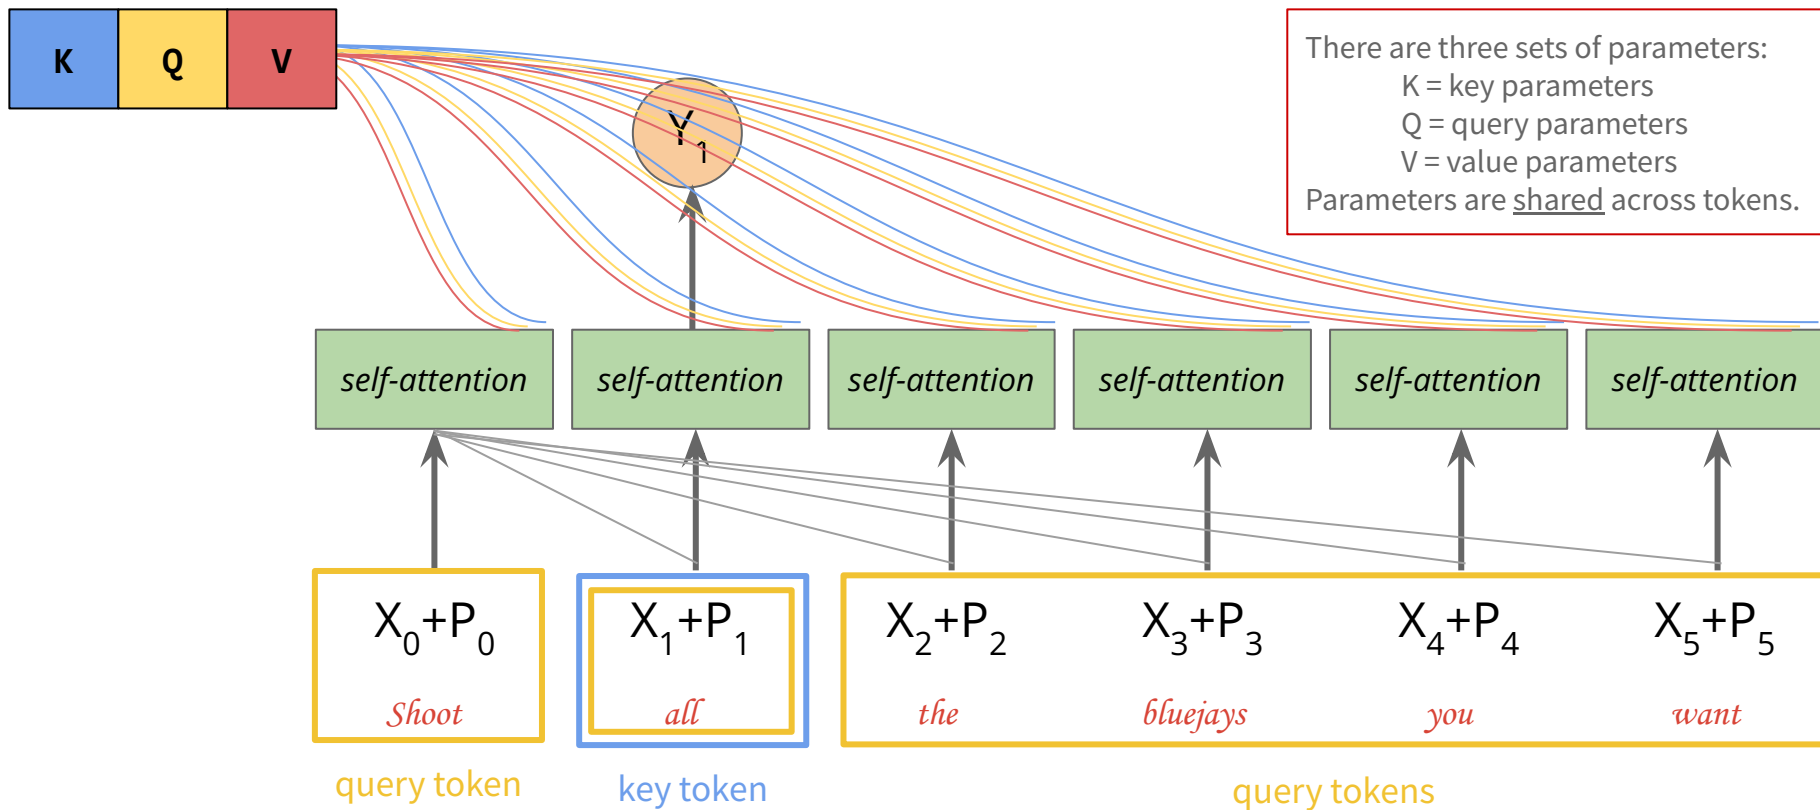 K Q V
There are three sets of parameters:
K = key parameters
Q = query parameters
V = value parameters
Parameters are shared across tokens.
Y1
self-attention self-attention self-attention self-attention self-attention self-attention
X0+P0 X1+P1 X2+P2 X3+P3 X4+P4 X5+P5
Shoot all the bluejays you want
query token key token query tokens